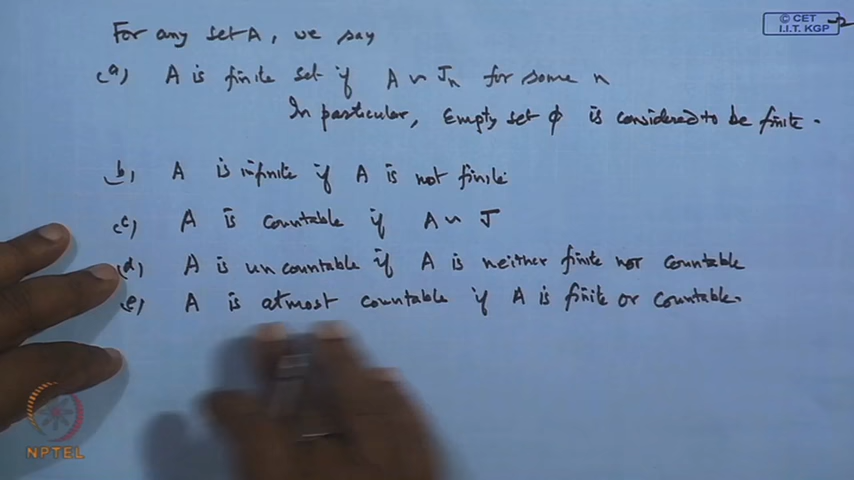 © CET
I.I.T. KGP
For any set A, we say
(a) A is finite set if A ~ Jn for some n
In particular, Empty set ϕ is considered to be finite.
(b) A is infinite if A is not finite
(c) A is countable if A ~ J
(d) A is uncountable if A is neither finite nor countable
(e) A is atmost countable if A is finite or countable.
NPTEL